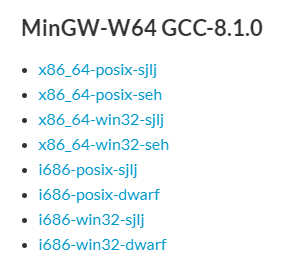 MinGW-W64 GCC-8.1.0
x86_64-posix-sjlj
x86_64-posix-seh
x86_64-win32-sjlj
x86_64-win32-seh
i686-posix-sjlj
i686-posix-dwarf
i686-win32-sjlj
i686-win32-dwarf